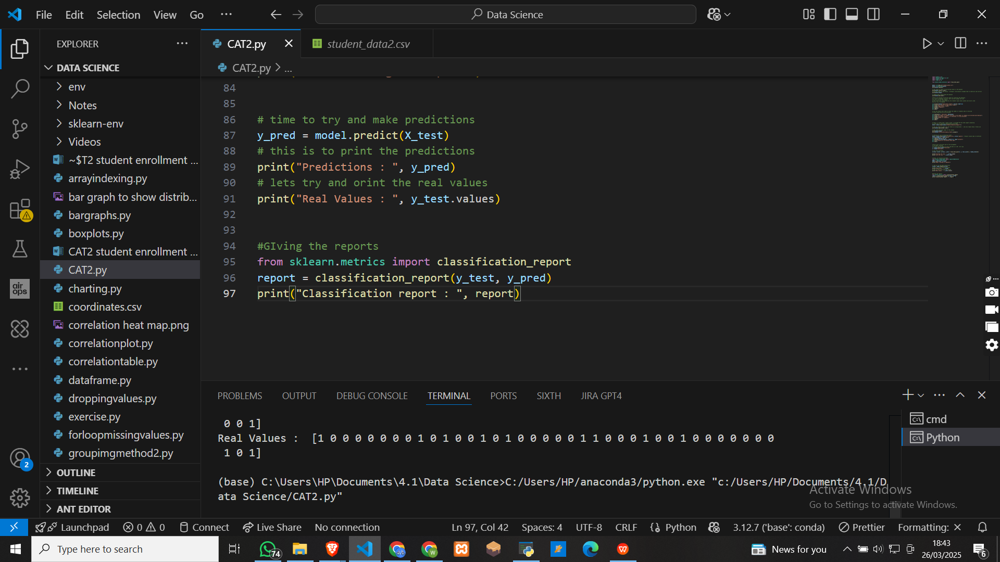 File Edit Selection View Go ...
Data Science
EXPLORER
DATA SCIENCE
env
Notes
sklearn-env
Videos
~$T2 student enrollment ...
arrayindexing.py
bar graph to show distrib...
bargraphs.py
boxplots.py
CAT2 student enrollment ...
CAT2.py
charting.py
coordinates.csv
correlation heat map.png
correlationplot.py
correlationtable.py
dataframe.py
droppingvalues.py
exercise.py
forloopmissingvalues.py
groupimgmethod2.py
OUTLINE
TIMELINE
ANT EDITOR
air
ops
2
CAT2.py
student_data2.csv
CAT2.py > ...
84
85
86 # time to try and make predictions
87 y_pred = model.predict(X_test)
88 # this is to print the predictions
89 print("Predictions : ", y_pred)
90 # lets try and orint the real values
91 print("Real Values : ", y_test.values)
92
93
94 #GIving the reports
95 from sklearn.metrics import classification_report
96 report = classification_report(y_test, y_pred)
97 print("Classification report : ", report)
PROBLEMS OUTPUT DEBUG CONSOLE TERMINAL PORTS SIXTH JIRA GPT4
0 0 1]
Real Values :  [1 0 0 0 0 0 0 0 1 0 1 0 0 1 0 1 0 0 0 0 0 1 1 0 0 0 1 0 0 1 0 0 0 0 0 0 0
1 0 1]
(base) C:\Users\HP\Documents\4.1\Data Science>C:/Users/HP/anaconda3/python.exe "c:/Users/HP/Documents/4.1/D
ata Science/CAT2.py"
cmd
Python
Activate Windows
Go to Settings to activate Windows.
Launchpad 0 0 Connect Live Share No connection Ln 97, Col 42 Spaces: 4 UTF-8 CRLF {} Python 3.12.7 ('base': conda) Prettier Formatting: ×
Type here to search
74
W
News for you
18:43
26/03/2025
6